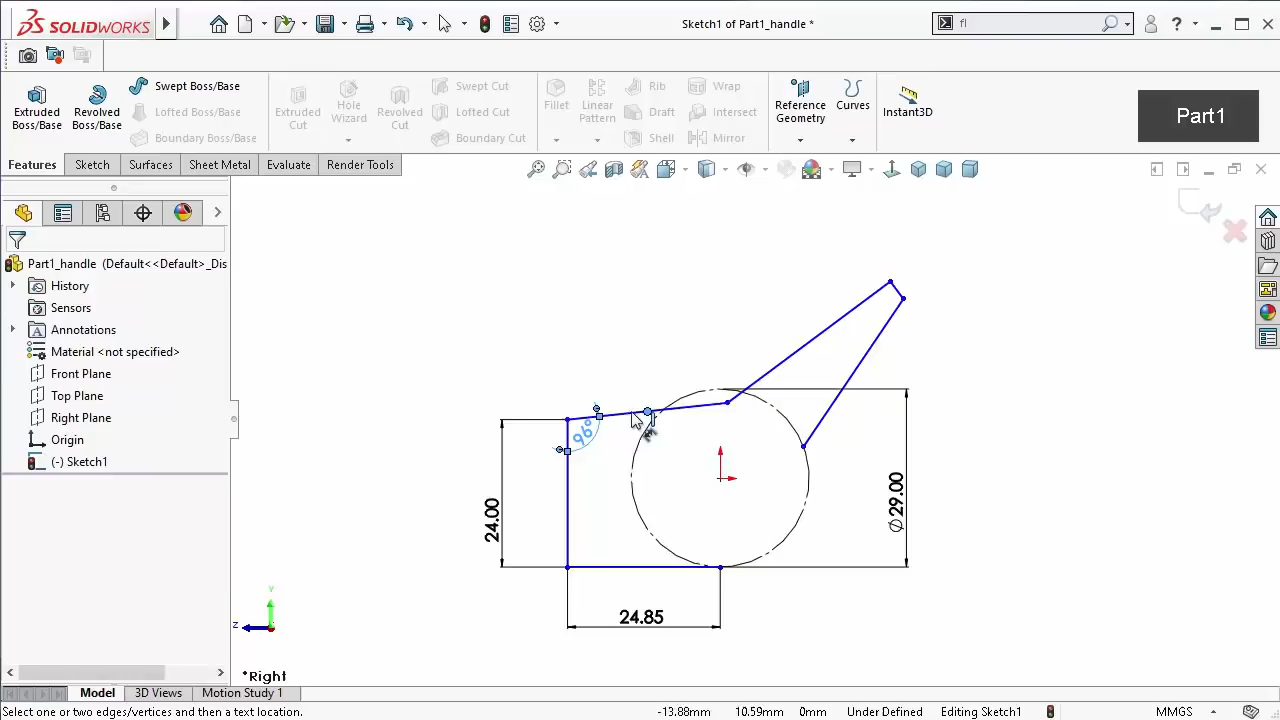 SOLIDWORKS
Sketch1 of Part1_handle *
fl
Extruded Boss/Base
Revolved Boss/Base
Swept Boss/Base
Lofted Boss/Base
Boundary Boss/Base
Extruded Cut
Hole Wizard
Revolved Cut
Swept Cut
Lofted Cut
Boundary Cut
Fillet
Linear Pattern
Rib
Draft
Shell
Wrap
Intersect
Mirror
Reference Geometry
Curves
Instant3D
Part1
Features
Sketch
Surfaces
Sheet Metal
Evaluate
Render Tools
Part1_handle (Default<<Default>_Dis
History
Sensors
Annotations
Material <not specified>
Front Plane
Top Plane
Right Plane
Origin
(-) Sketch1
96°
24.00
∅29.00
24.85
Y
Z
*Right
Model
3D Views
Motion Study 1
Select one or two edges/vertices and then a text location.
-13.88mm
10.59mm
0mm
Under Defined
Editing Sketch1
MMGS